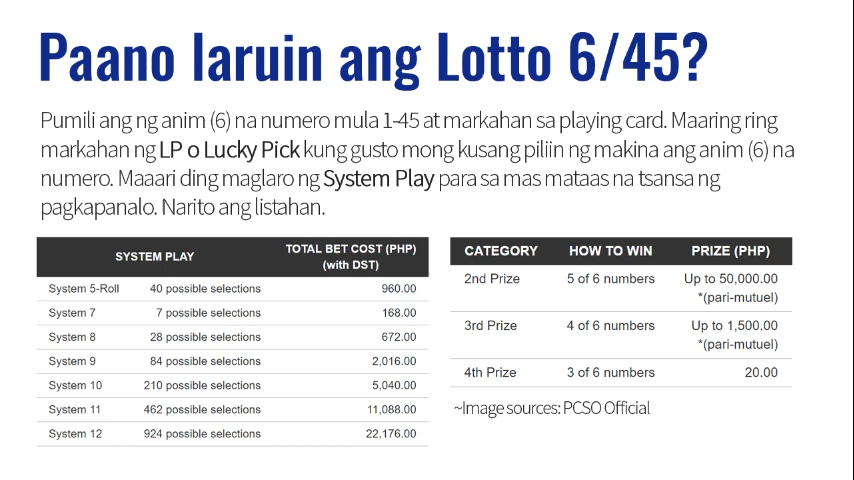 Paano laruin ang Lotto 6/45?
Pumili ang ng anim (6) na numero mula 1-45 at markahan sa playing card. Maaring ring
markahan ng LP o Lucky Pick kung gusto mong kusang piliin ng makina ang anim (6) na
numero. Maaari ding maglaro ng System Play para sa mas mataas na tsansa ng
pagkapanalo. Narito ang listahan.
SYSTEM PLAY TOTAL BET COST (PHP)
(with DST)
System 5-Roll 40 possible selections 960.00
System 7 7 possible selections 168.00
System 8 28 possible selections 672.00
System 9 84 possible selections 2,016.00
System 10 210 possible selections 5,040.00
System 11 462 possible selections 11,088.00
System 12 924 possible selections 22,176.00
CATEGORY HOW TO WIN PRIZE (PHP)
2nd Prize 5 of 6 numbers Up to 50,000.00
*(pari-mutuel)
3rd Prize 4 of 6 numbers Up to 1,500.00
*(pari-mutuel)
4th Prize 3 of 6 numbers 20.00
~Image sources: PCSO Official